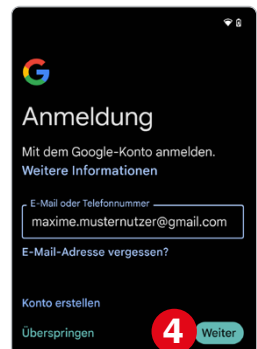 G
Anmeldung
Mit dem Google-Konto anmelden.
Weitere Informationen
E-Mail oder Telefonnummer
maxime.musternutzer@gmail.com
E-Mail-Adresse vergessen?
Konto erstellen
Überspringen 4 Weiter